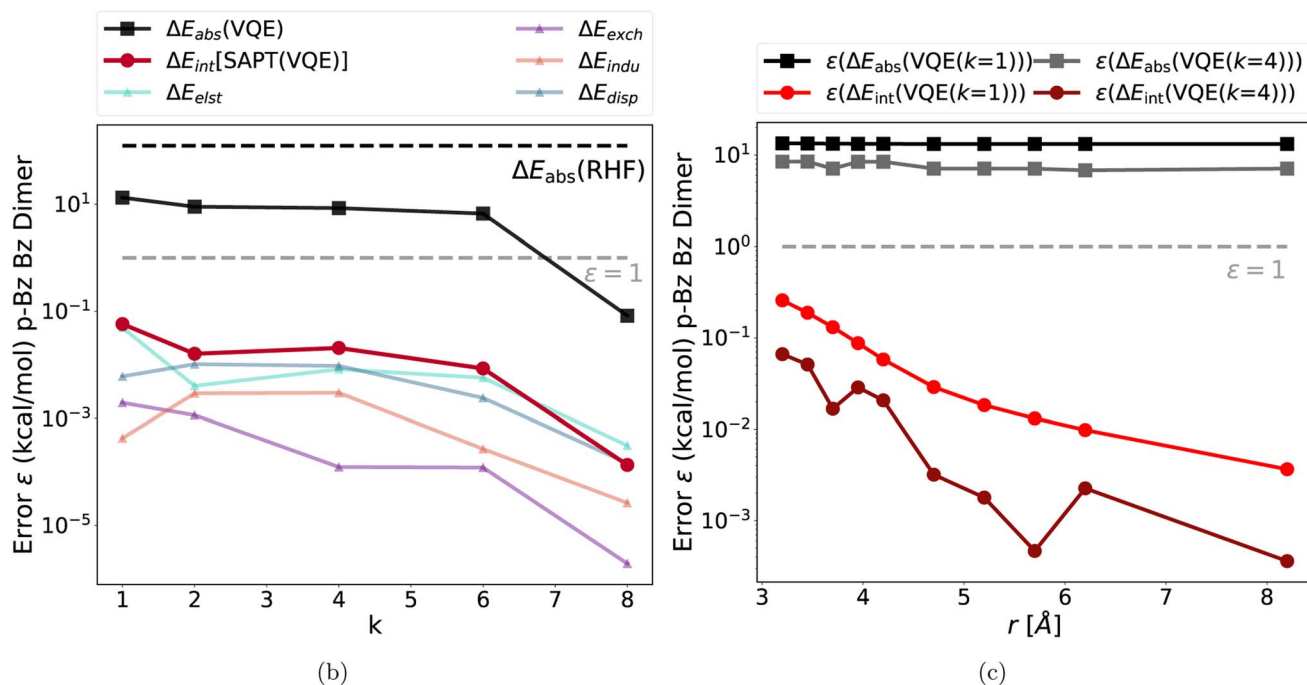 ΔE_abs(VQE)
ΔE_int[SAPT(VQE)]
ΔE_elst
ΔE_exch
ΔE_indu
ΔE_disp
Error ε (kcal/mol) p-Bz Bz Dimer
10^1
10^-1
10^-3
10^-5
ΔE_abs(RHF)
ε = 1
1 2 3 4 5 6 7 8
k
(b)
ε(ΔE_abs(VQE(k=1)))
ε(ΔE_int(VQE(k=1)))
ε(ΔE_abs(VQE(k=4)))
ε(ΔE_int(VQE(k=4)))
Error ε (kcal/mol) p-Bz Bz Dimer
10^1
10^0
10^-1
10^-2
10^-3
ε = 1
3 4 5 6 7 8
r [Å]
(c)